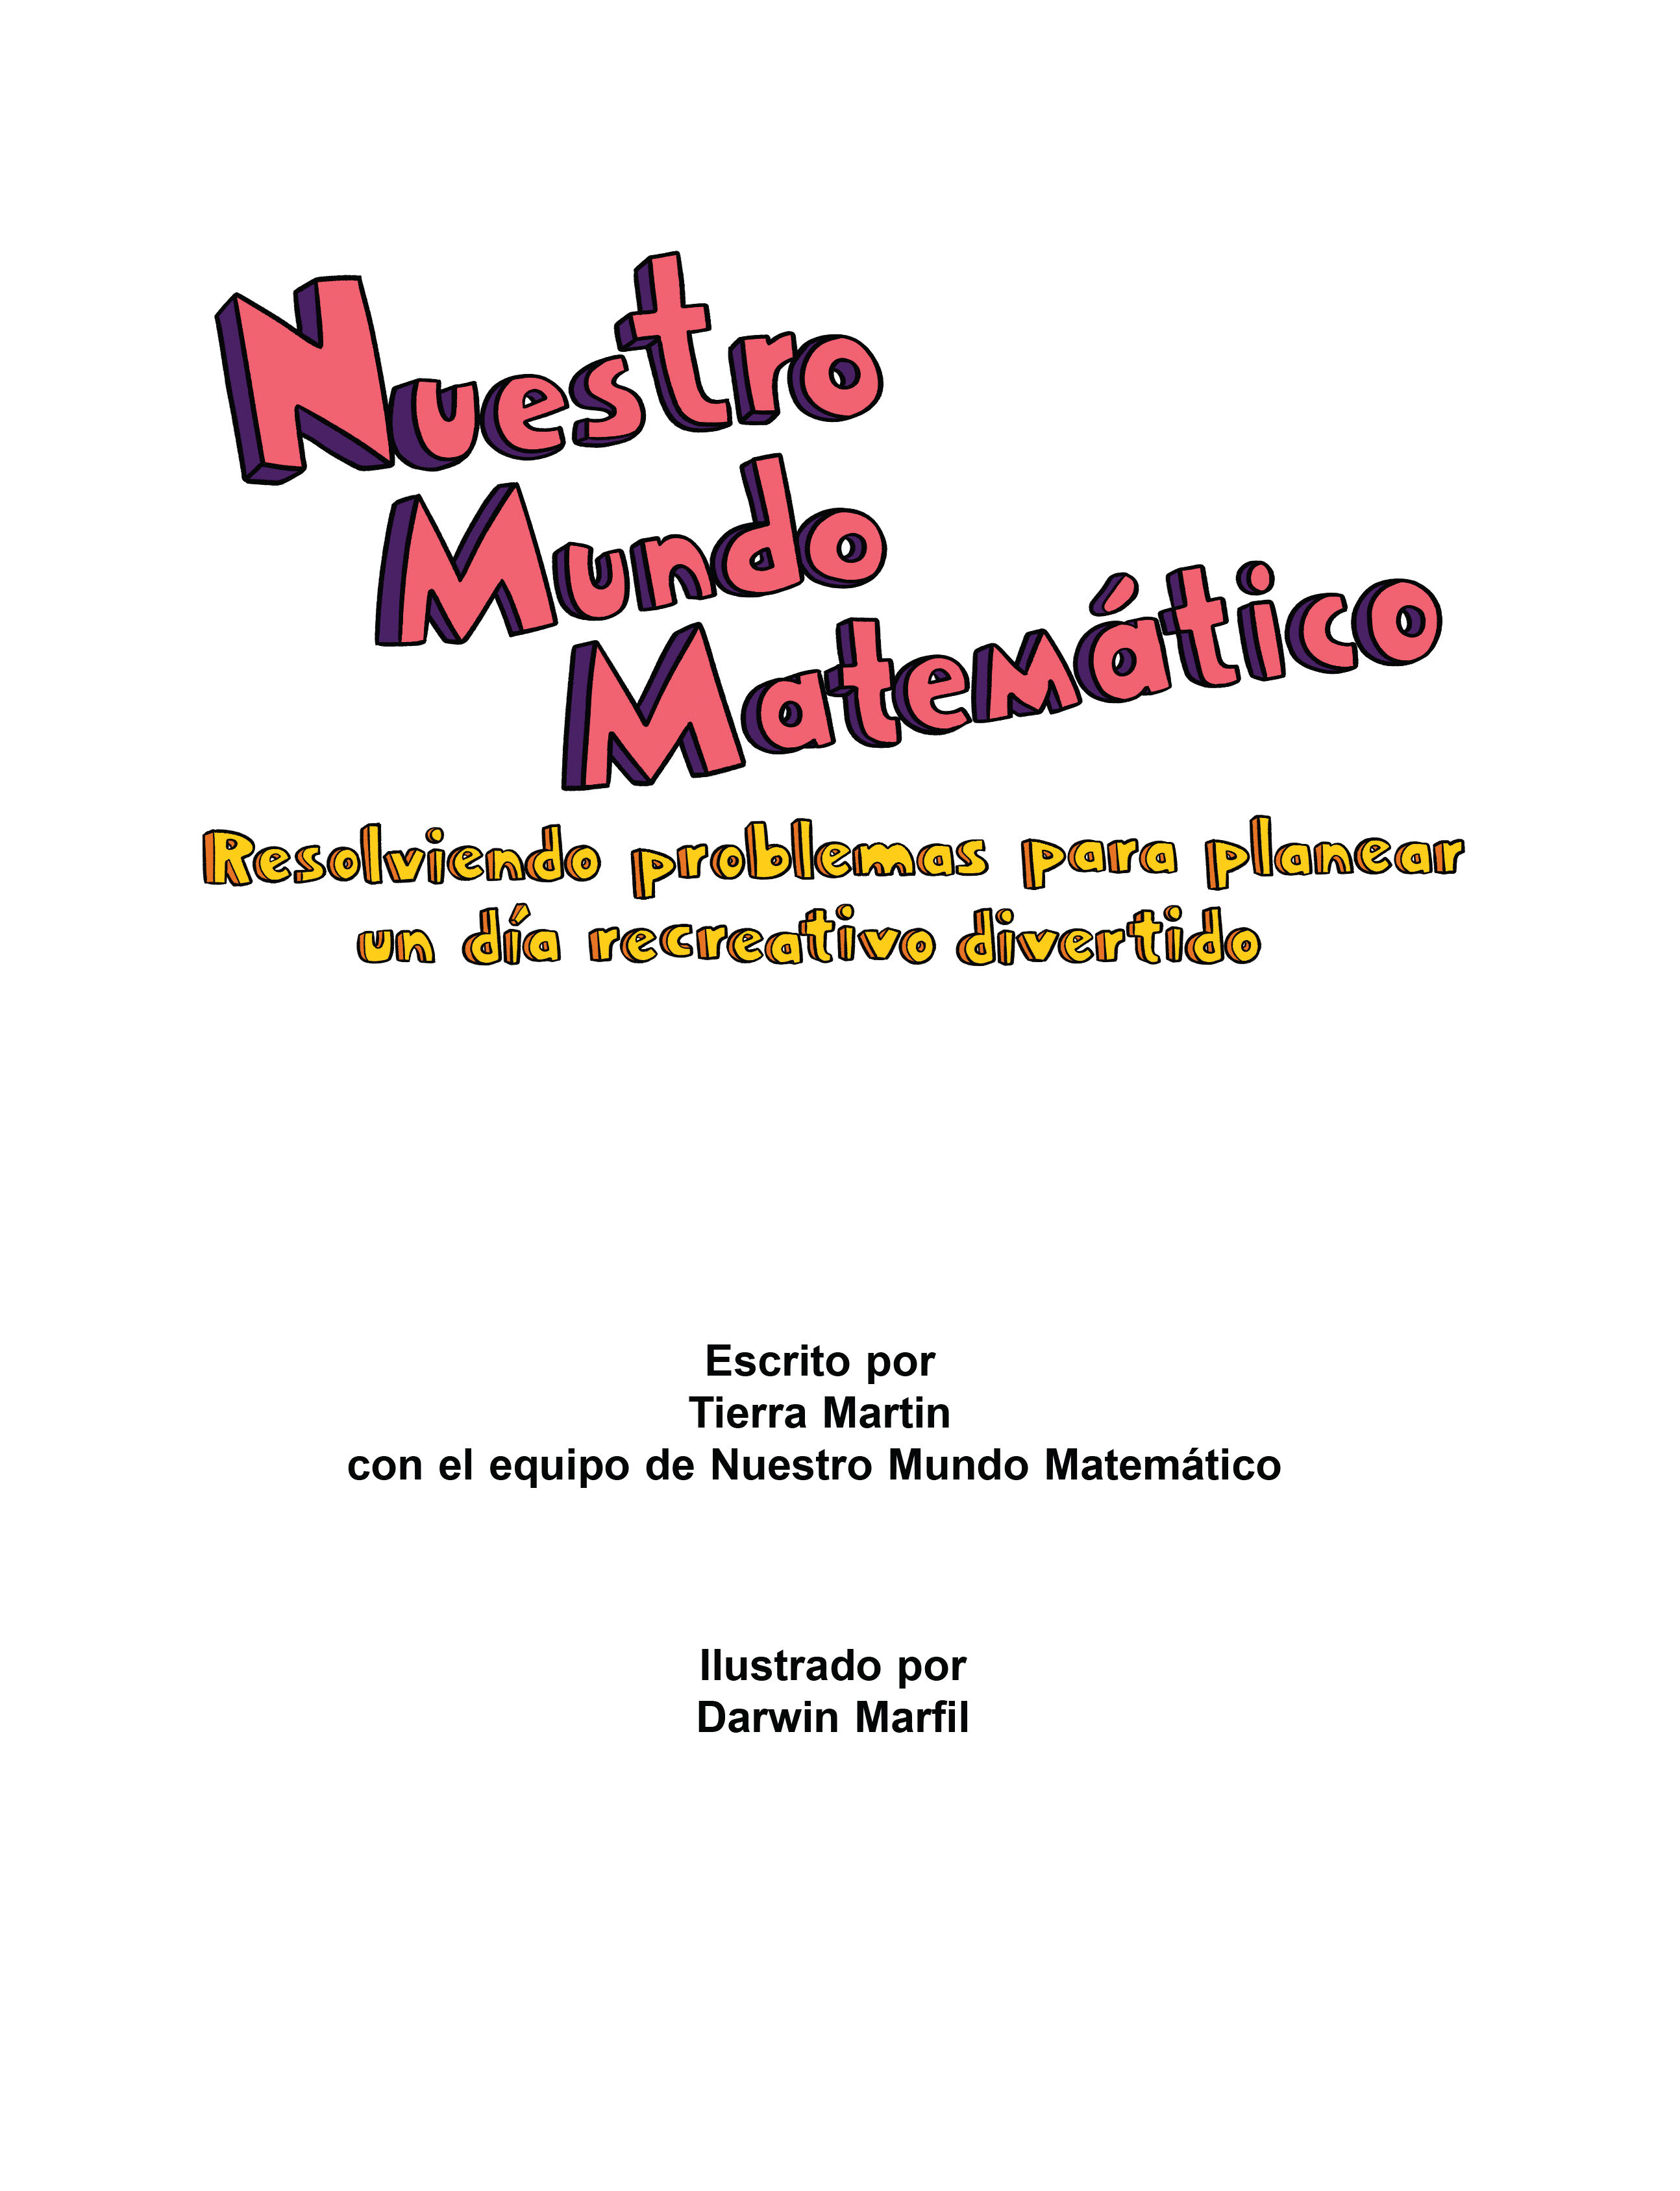 Nuestro
Mundo
Matemático
Resolviendo problemas para planear
un día recreativo divertido
Escrito por
Tierra Martin
con el equipo de Nuestro Mundo Matemático
Ilustrado por
Darwin Marfil